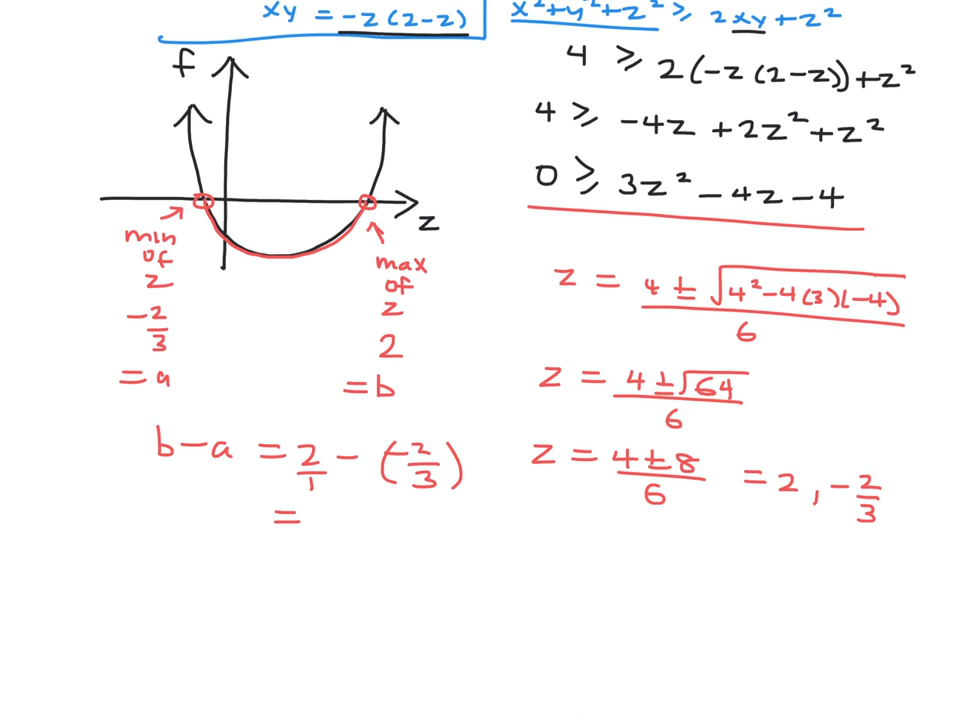 xy = -z(2-z)
x²+y²+z² ≥ 2xy+z²
4 ≥ 2(-z(2-z))+z²
4 ≥ -4z+2z²+z²
0 ≥ 3z²-4z-4
f
z
min
of
z
-2/3
= a
max
of
z
2
= b
z = (4 ± √(4²-4(3)(-4)))/6
z = (4±√64)/6
z = (4±8)/6 = 2, -2/3
b-a = 2/1 - (-2/3)
=